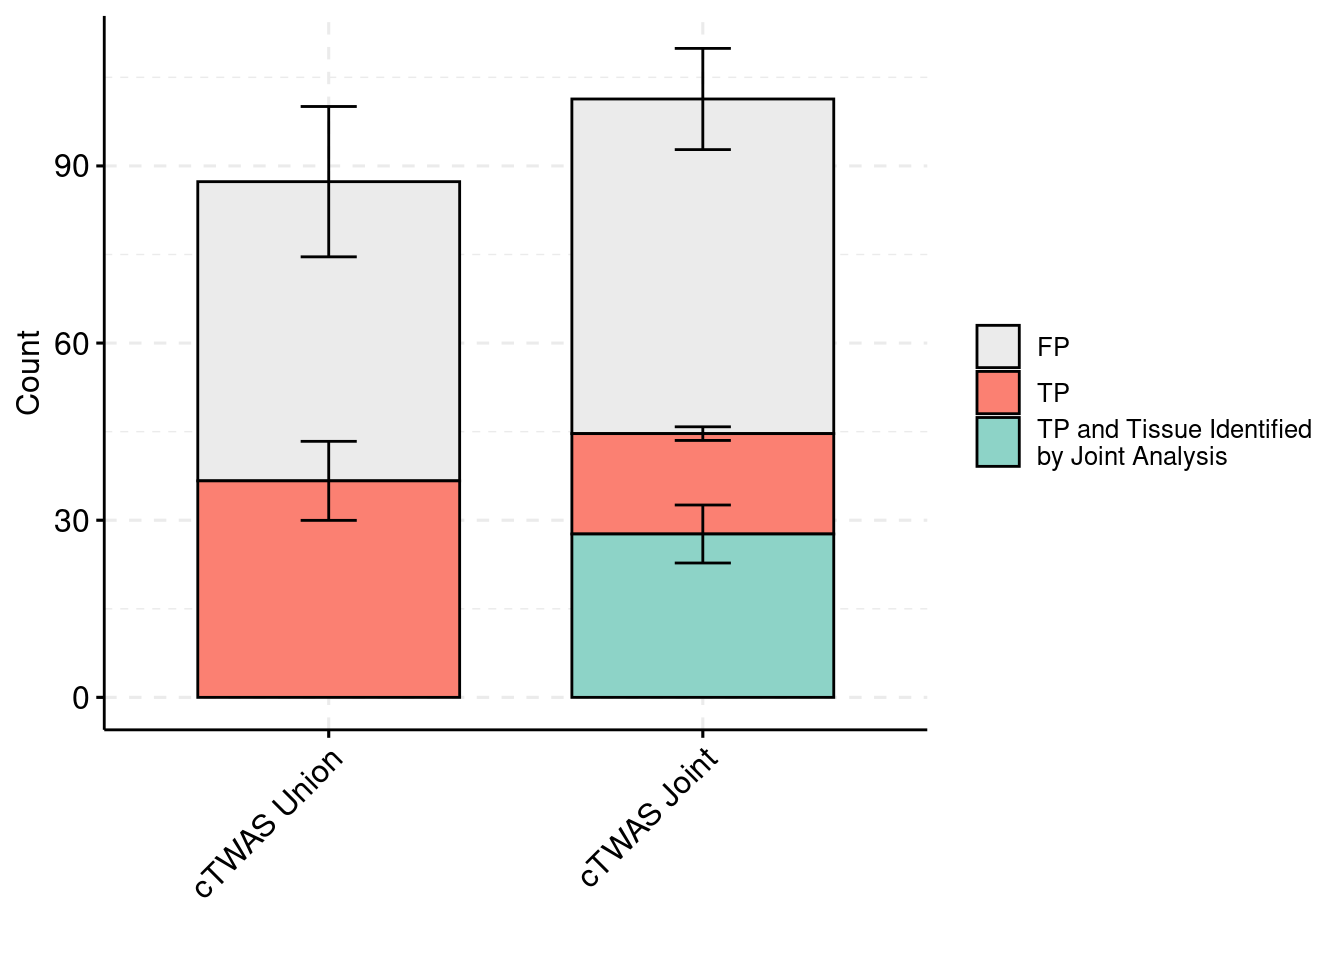 Count
90
60
30
0
cTWAS Union
cTWAS Joint
FP
TP
TP and Tissue Identified
by Joint Analysis